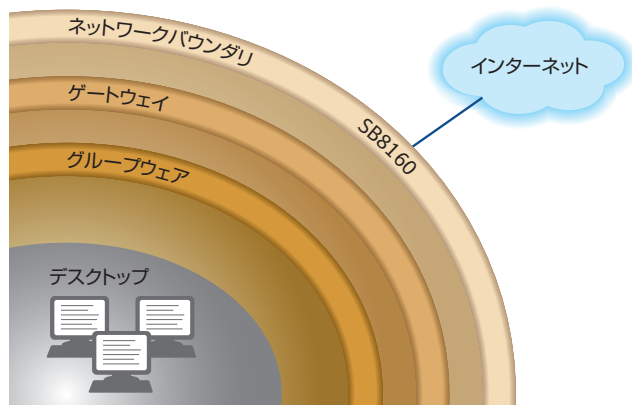 ネットワークバウンダリ
インターネット
ゲートウェイ
SB8160
グループウェア
デスクトップ